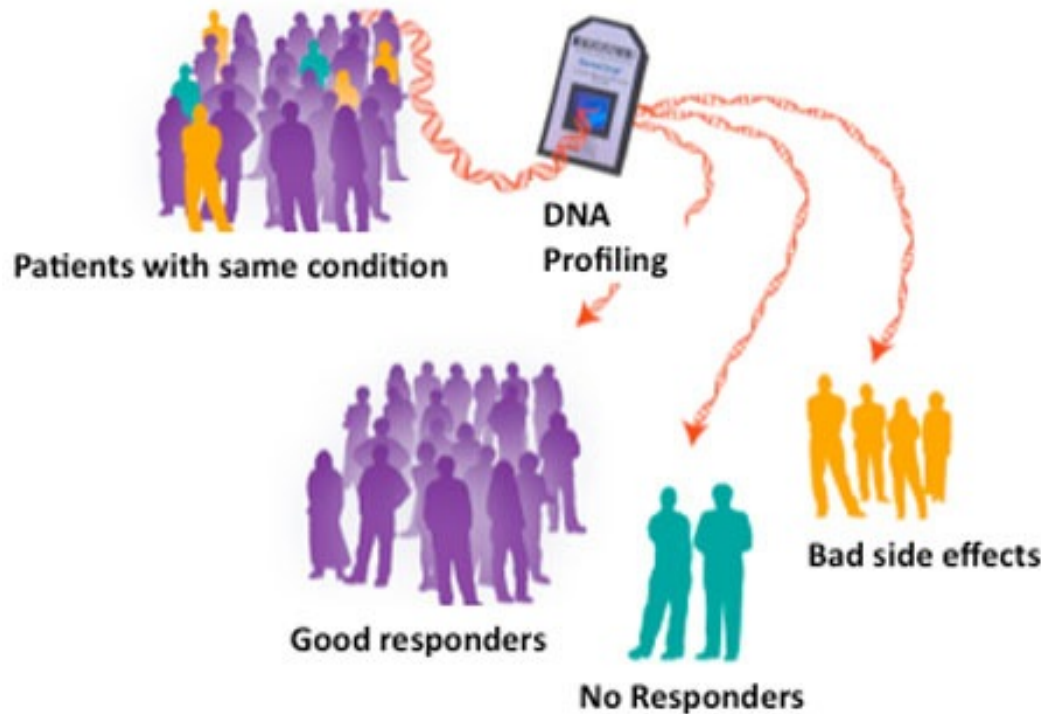 Patients with same condition
DNA
Profiling
Good responders
No Responders
Bad side effects